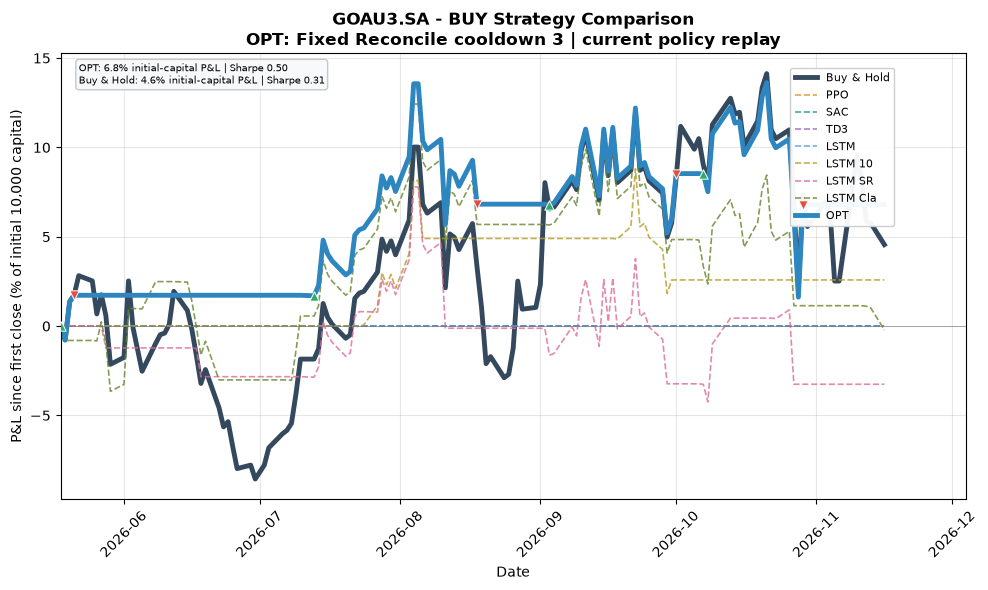 GOAU3.SA - BUY Strategy Comparison
OPT: Fixed Reconcile cooldown 3 | current policy replay
OPT: 6.8% initial-capital P&L | Sharpe 0.50
Buy & Hold: 4.6% initial-capital P&L | Sharpe 0.31
Buy & Hold
PPO
SAC
TD3
LSTM
LSTM 10
LSTM SR
LSTM Cla
OPT
P&L since first close (% of initial 10,000 capital)
15
10
5
0
−5
2026-06
2026-07
2026-08
2026-09
2026-10
2026-11
2026-12
Date